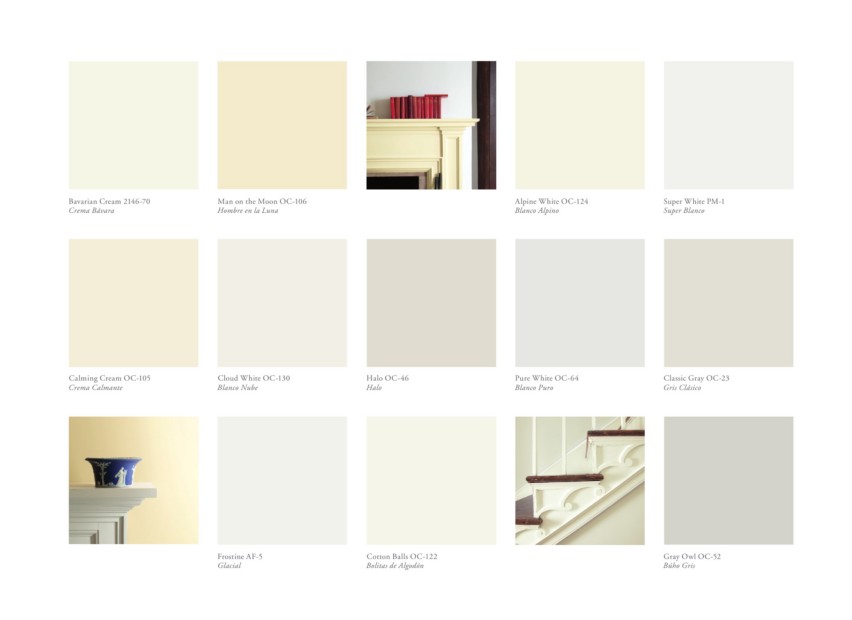 Bavarian Cream 2146-70
Crema Bávara
Man on the Moon OC-106
Hombre en la Luna
Alpine White OC-124
Blanco Alpino
Super White PM-1
Super Blanco
Calming Cream OC-105
Crema Calmante
Cloud White OC-130
Blanco Nube
Halo OC-46
Halo
Pure White OC-64
Blanco Puro
Classic Gray OC-23
Gris Clásico
Frostine AF-5
Glacial
Cotton Balls OC-122
Bolitas de Algodón
Gray Owl OC-52
Búho Gris